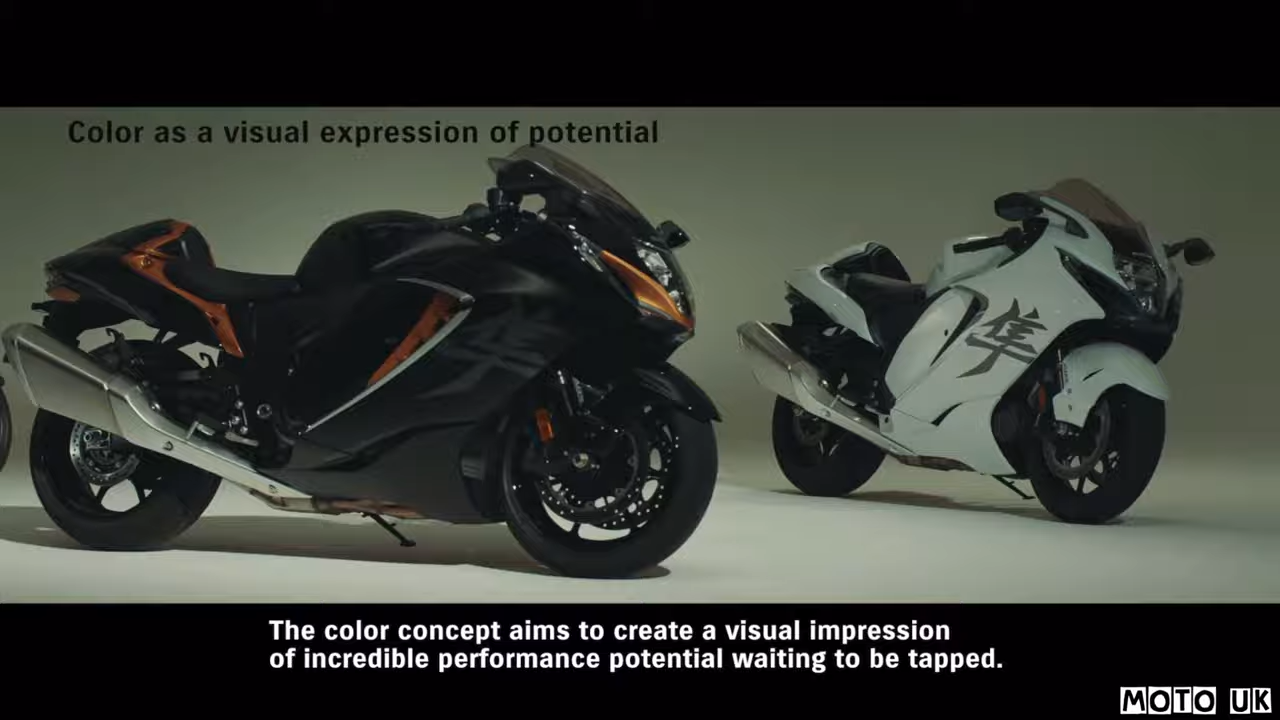 Color as a visual expression of potential
隼
The color concept aims to create a visual impression
of incredible performance potential waiting to be tapped.
MOTO UK